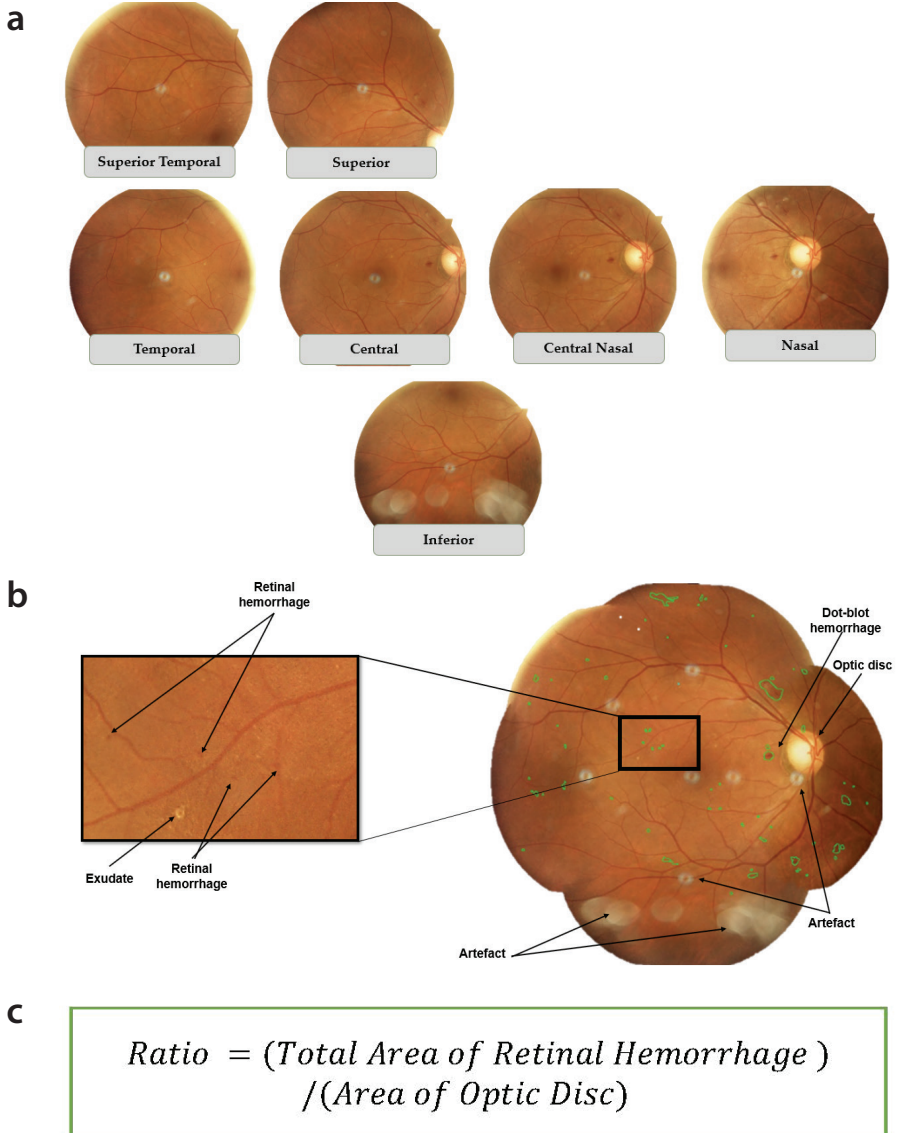 a
Superior Temporal
Superior
Temporal
Central
Central Nasal
Nasal
Inferior
b
Retinal
hemorrhage
Dot-blot
hemorrhage
Optic disc
Exudate
Retinal
hemorrhage
Artefact
Artefact
c
Ratio = (Total Area of Retinal Hemorrhage )
/(Area of Optic Disc)